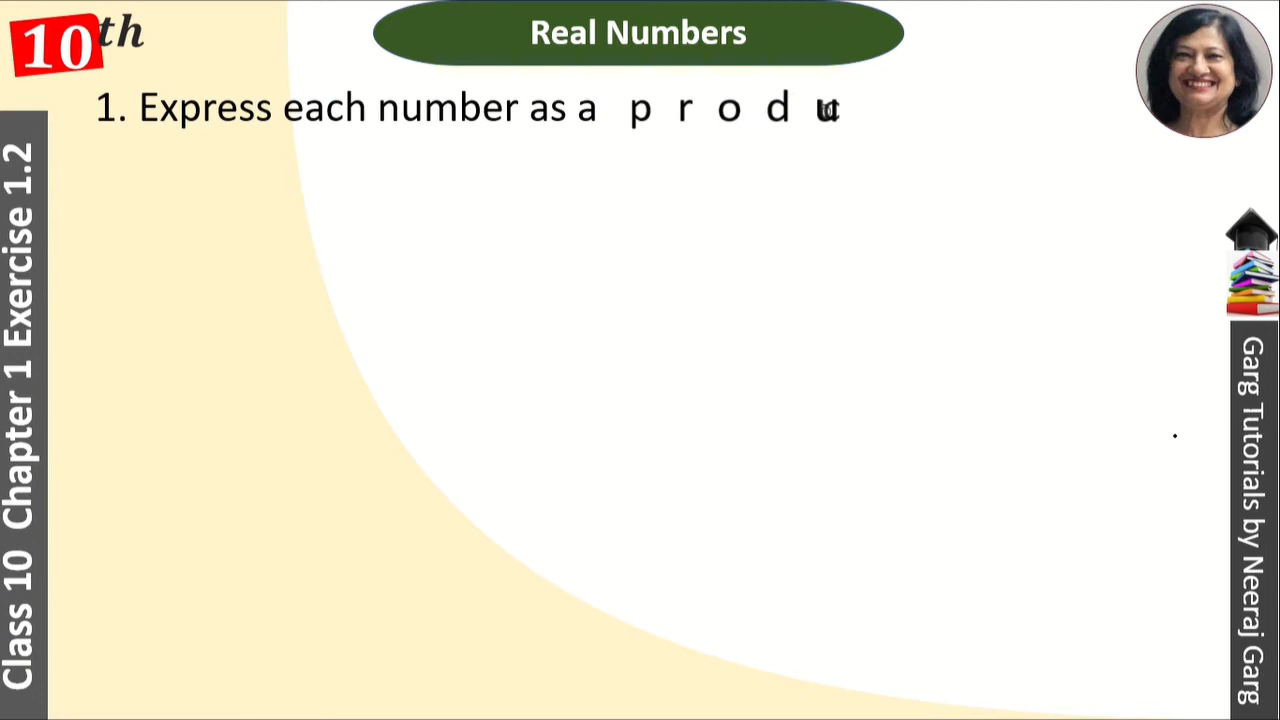 10th
Real Numbers
1. Express each number as a p r o d u
Class 10 Chapter 1 Exercise 1.2
Garg Tutorials by Neeraj Garg